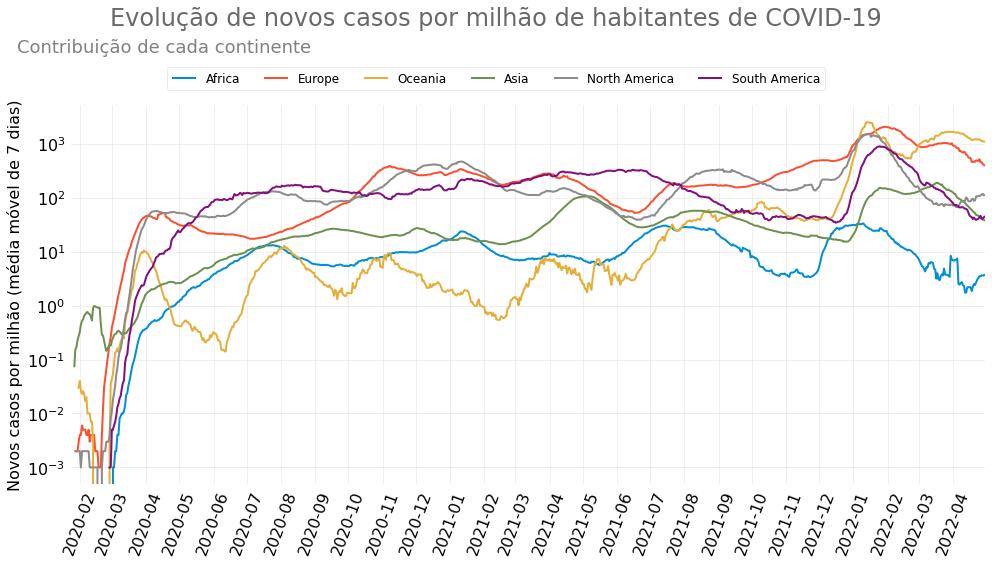 Evolução de novos casos por milhão de habitantes de COVID-19
Contribuição de cada continente
Africa Europe Oceania Asia North America South America
Novos casos por milhão (média móvel de 7 dias)
10³
10²
10¹
10⁰
10⁻¹
10⁻²
10⁻³
2020-02 2020-03 2020-04 2020-05 2020-06 2020-07 2020-08 2020-09 2020-10 2020-11 2020-12 2021-01 2021-02 2021-03 2021-04 2021-05 2021-06 2021-07 2021-08 2021-09 2021-10 2021-11 2021-12 2022-01 2022-02 2022-03 2022-04